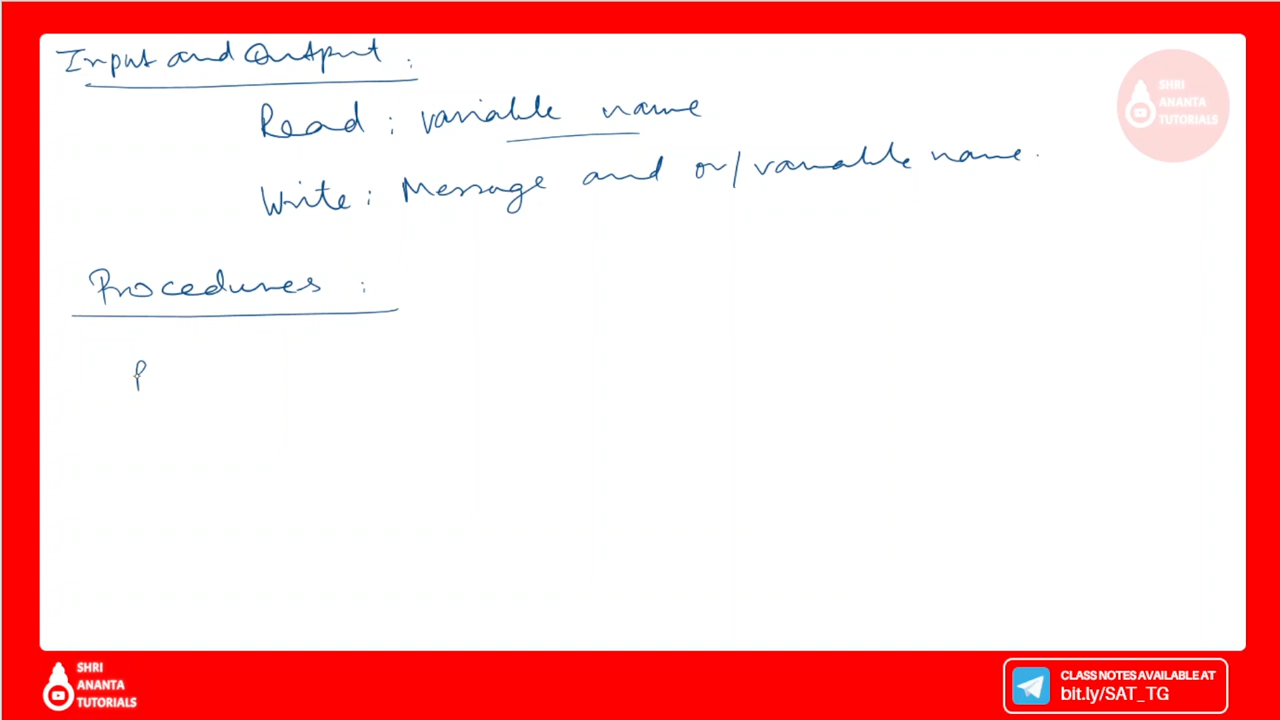 Input and Output :
Read : variable name
Write : Message and or/ variable name.
Procedures :
P
SHRI
ANANTA
TUTORIALS
SHRI
ANANTA
TUTORIALS
CLASS NOTES AVAILABLE AT
bit.ly/SAT_TG